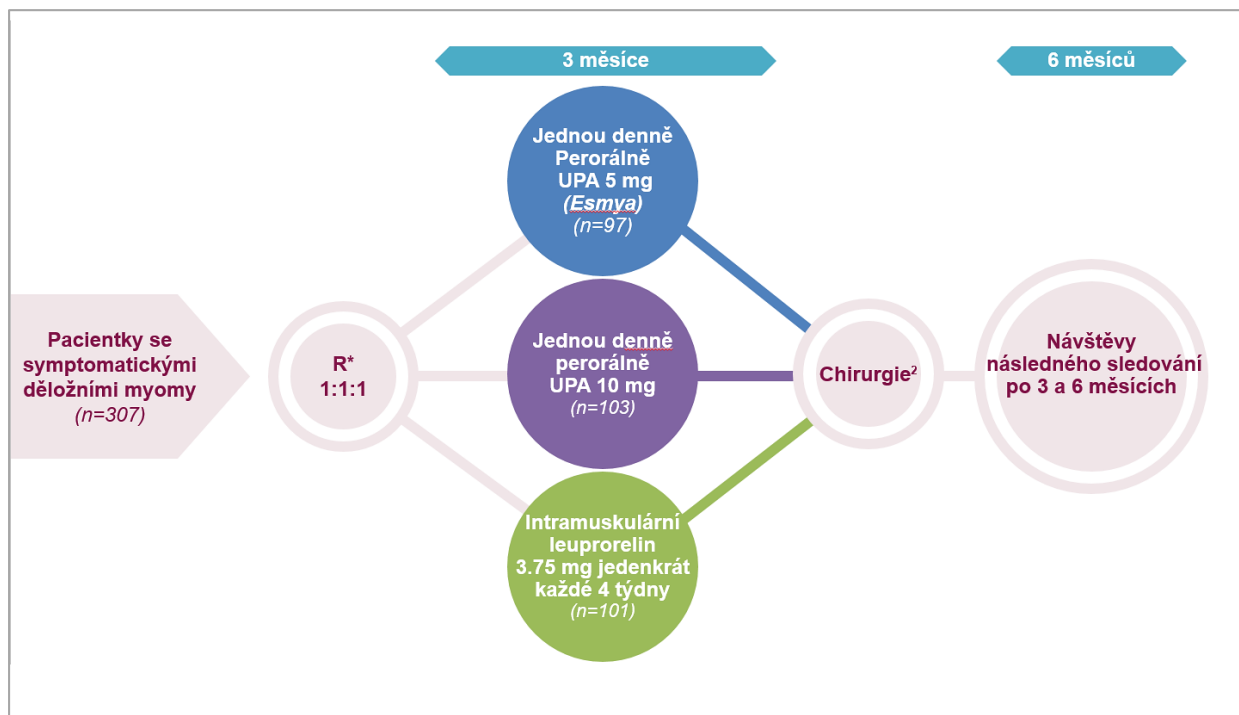 3 měsíce
6 měsíců
Jednou denně
Perorálně
UPA 5 mg
(Esmya)
(n=97)
Pacientky se
symptomatickými
děložními myomy
(n=307)
R*
1:1:1
Jednou denně
perorálně
UPA 10 mg
(n=103)
Chirurgie²
Návštěvy
následného sledování
po 3 a 6 měsících
Intramuskulární
leuprorelin
3.75 mg jedenkrát
každé 4 týdny
(n=101)